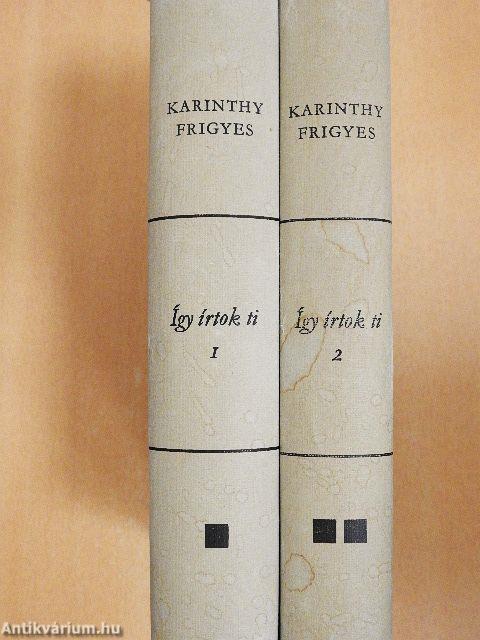 KARINTHY
FRIGYES
Így írtok ti
1
KARINTHY
FRIGYES
Így írtok ti
2
Antikvárium.hu